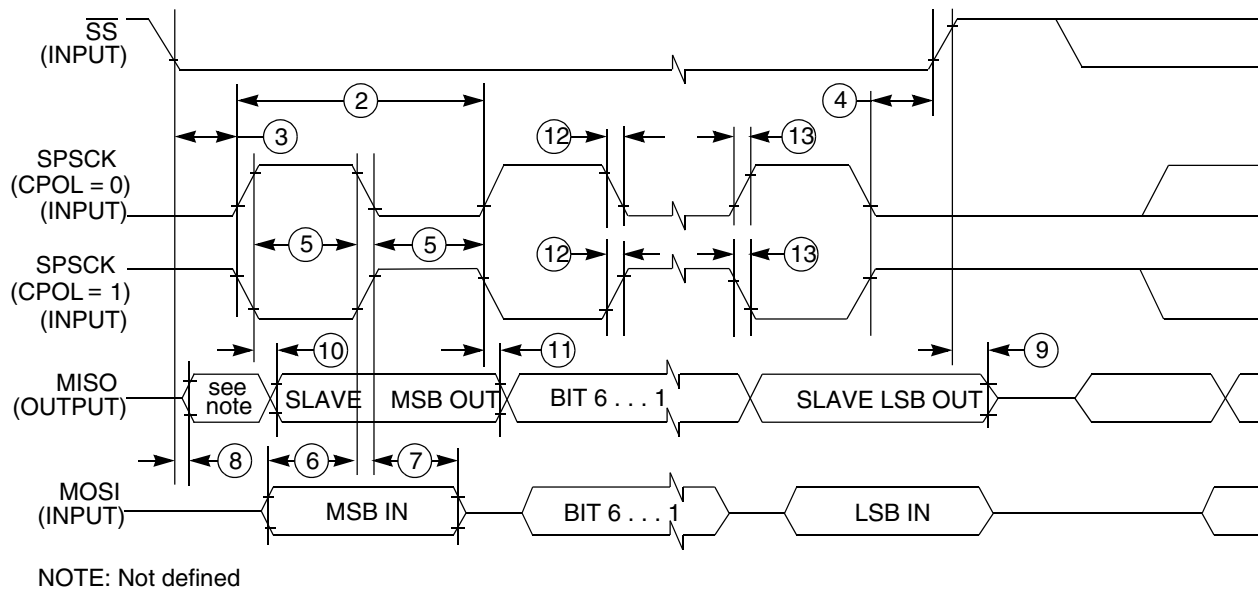 SS
(INPUT)
2
4
3
12
13
SPSCK
(CPOL = 0)
(INPUT)
5
5
12
13
SPSCK
(CPOL = 1)
(INPUT)
10
11
9
MISO
(OUTPUT)
see
note
SLAVE
MSB OUT
BIT 6 . . . 1
SLAVE LSB OUT
8
6
7
MOSI
(INPUT)
MSB IN
BIT 6 . . . 1
LSB IN
NOTE: Not defined